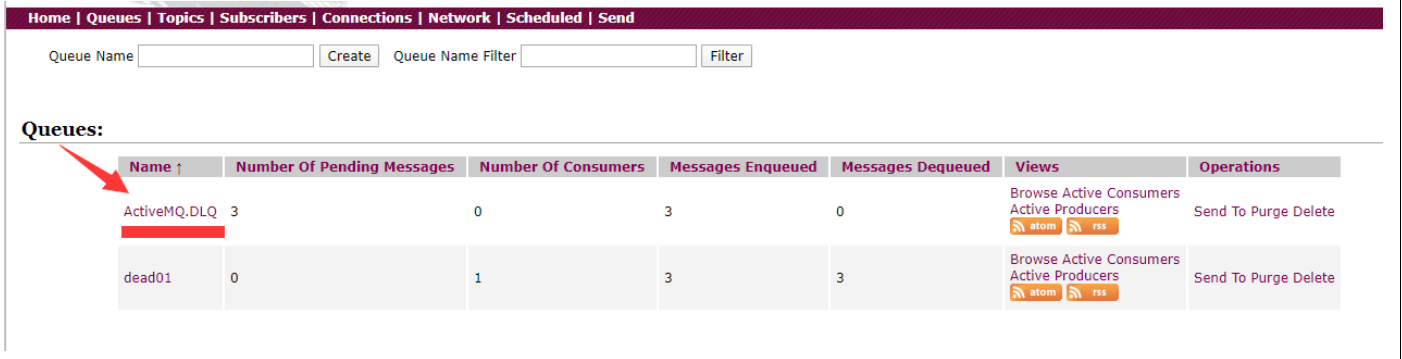 Home | Queues | Topics | Subscribers | Connections | Network | Scheduled | Send
Queue Name Create Queue Name Filter Filter
Queues:
Name ↑ Number Of Pending Messages Number Of Consumers Messages Enqueued Messages Dequeued Views Operations
ActiveMQ.DLQ 3 0 3 0 Browse Active Consumers
Active Producers
atom rss Send To Purge Delete
dead01 0 1 3 3 Browse Active Consumers
Active Producers
atom rss Send To Purge Delete